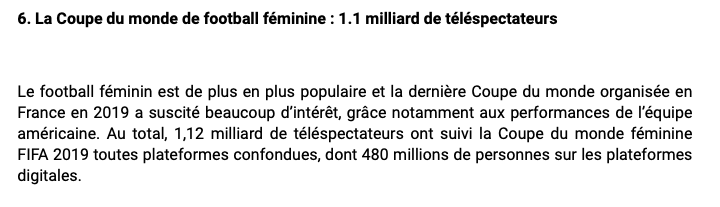 6. La Coupe du monde de football féminine : 1.1 milliard de téléspectateurs
Le football féminin est de plus en plus populaire et la dernière Coupe du monde organisée en
France en 2019 a suscité beaucoup d'intérêt, grâce notamment aux performances de l'équipe
américaine. Au total, 1,12 milliard de téléspectateurs ont suivi la Coupe du monde féminine
FIFA 2019 toutes plateformes confondues, dont 480 millions de personnes sur les plateformes
digitales.